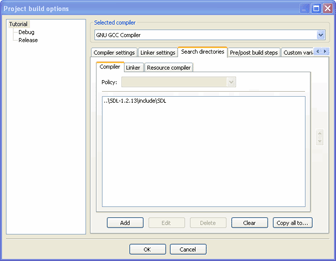 Project build options
Tutorial
Debug
Release
Selected compiler
GNU GCC Compiler
Compiler settings Linker settings Search directories Pre/post build steps Custom vari
Compiler Linker Resource compiler
Policy:
..\SDL-1.2.13\include\SDL
Add Edit Delete Clear Copy all to...
OK Cancel